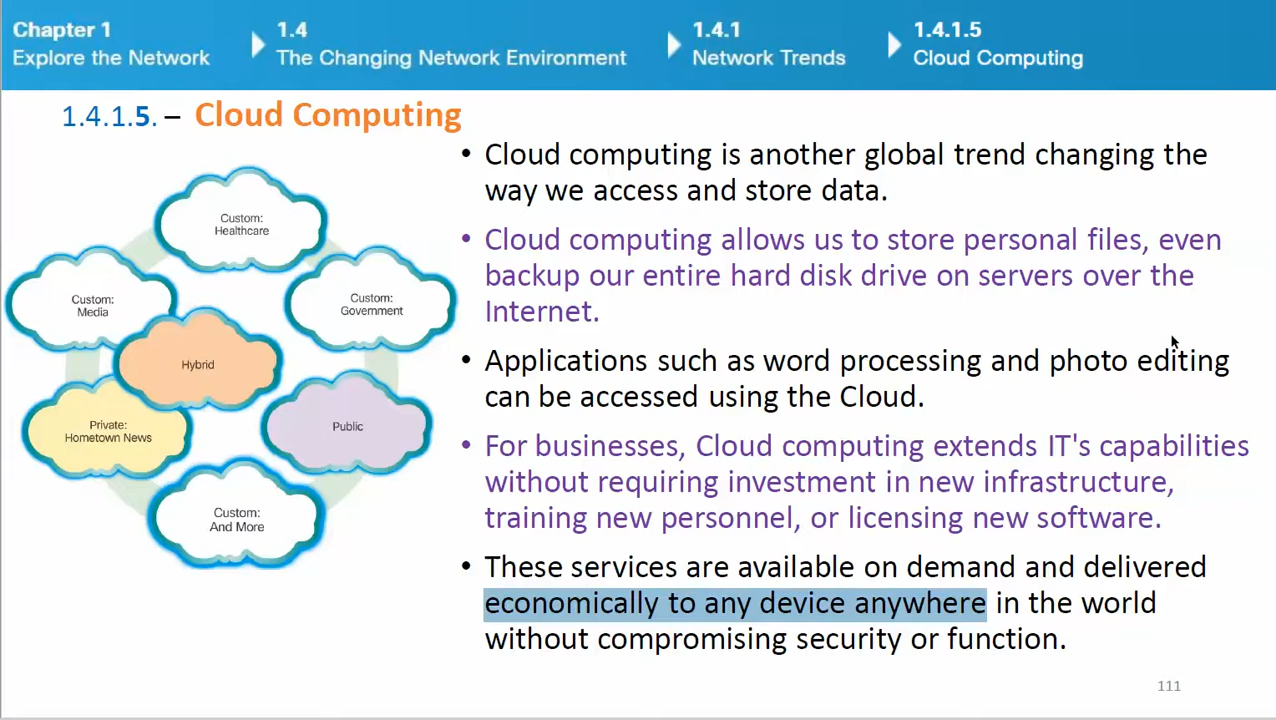 Chapter 1
Explore the Network
1.4
The Changing Network Environment
1.4.1
Network Trends
1.4.1.5
Cloud Computing
1.4.1.5. – Cloud Computing
Custom:
Healthcare
Custom:
Media
Custom:
Government
Hybrid
Private:
Hometown News
Public
Custom:
And More
• Cloud computing is another global trend changing the
way we access and store data.
• Cloud computing allows us to store personal files, even
backup our entire hard disk drive on servers over the
Internet.
• Applications such as word processing and photo editing
can be accessed using the Cloud.
• For businesses, Cloud computing extends IT's capabilities
without requiring investment in new infrastructure,
training new personnel, or licensing new software.
• These services are available on demand and delivered
economically to any device anywhere in the world
without compromising security or function.
111